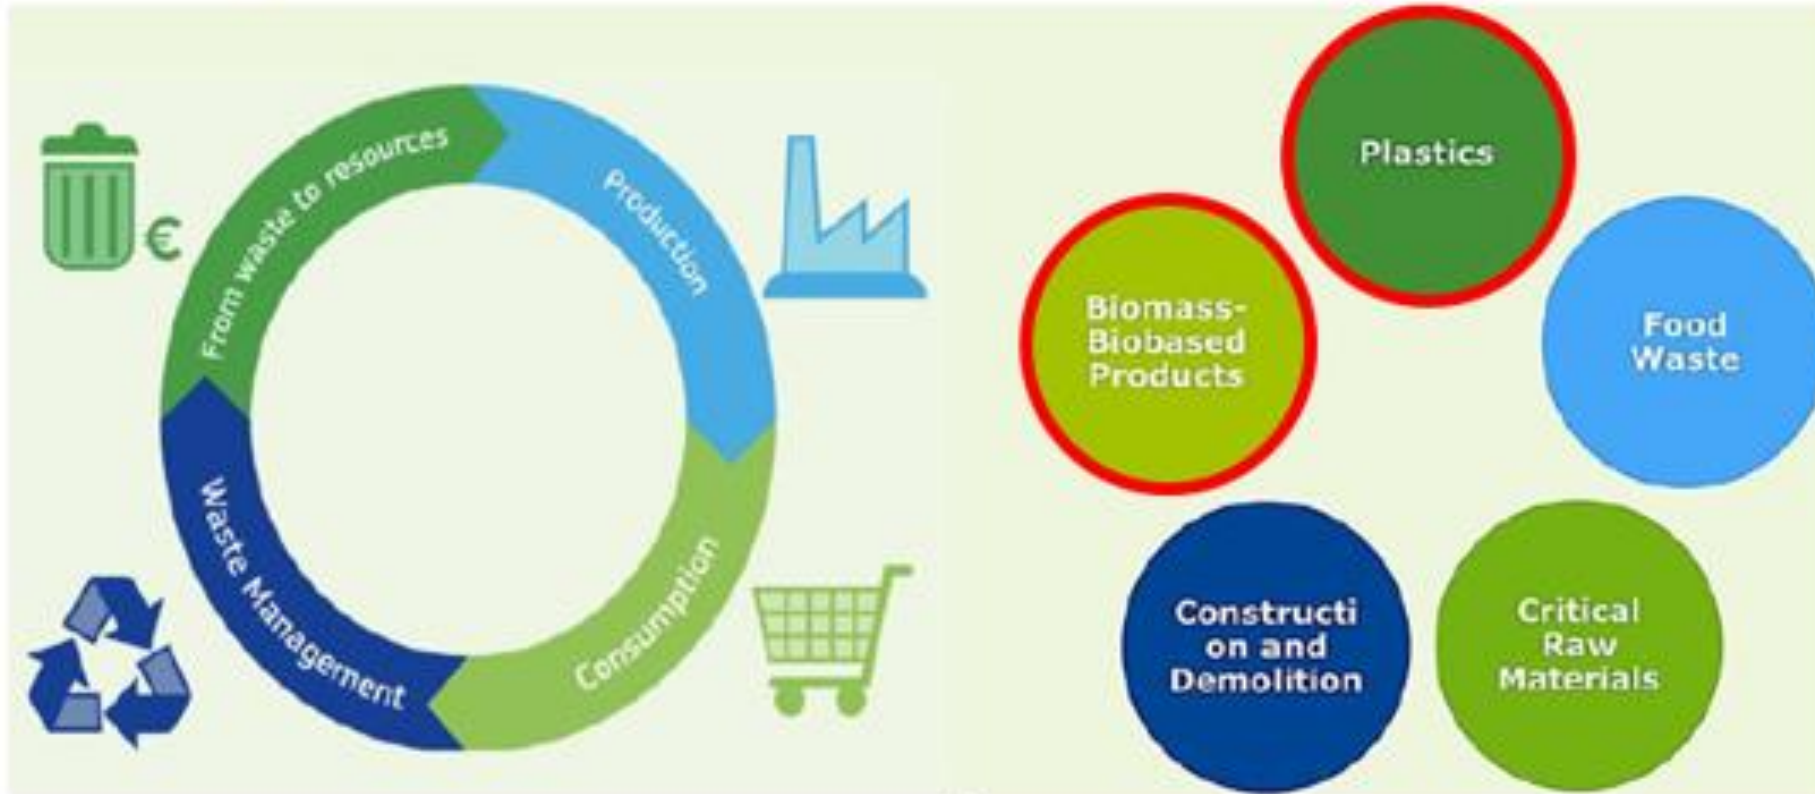 From waste to resources
Production
€
Waste Management
Consumption
Plastics
Biomass-
Biobased
Products
Food
Waste
Constructi
on and
Demolition
Critical
Raw
Materials